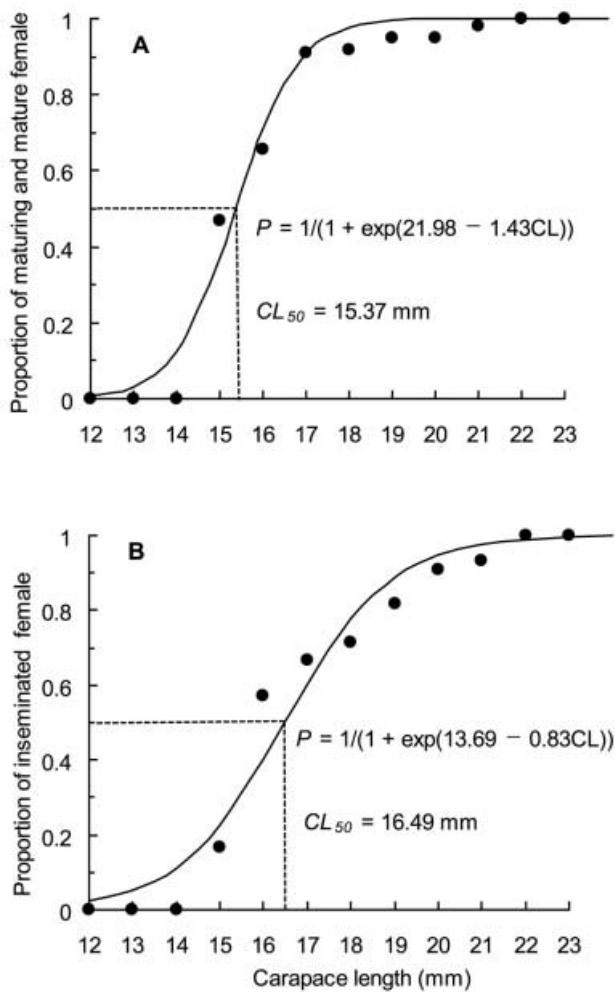 A
Proportion of maturing and mature female
1
0.8
0.6
0.4
0.2
0
P = 1/(1 + exp(21.98 − 1.43CL))
CL50 = 15.37 mm
12 13 14 15 16 17 18 19 20 21 22 23
B
Proportion of inseminated female
1
0.8
0.6
0.4
0.2
0
P = 1/(1 + exp(13.69 − 0.83CL))
CL50 = 16.49 mm
12 13 14 15 16 17 18 19 20 21 22 23
Carapace length (mm)